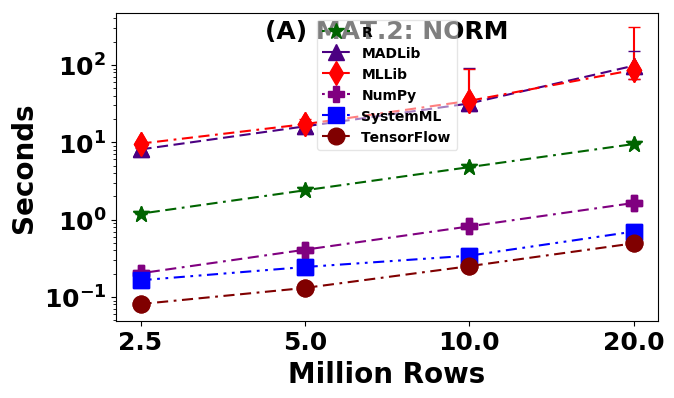 (A) MAT.2: NORM
R
MADLib
MLLib
NumPy
SystemML
TensorFlow
Seconds
10²
10¹
10⁰
10⁻¹
2.5 5.0 10.0 20.0
Million Rows